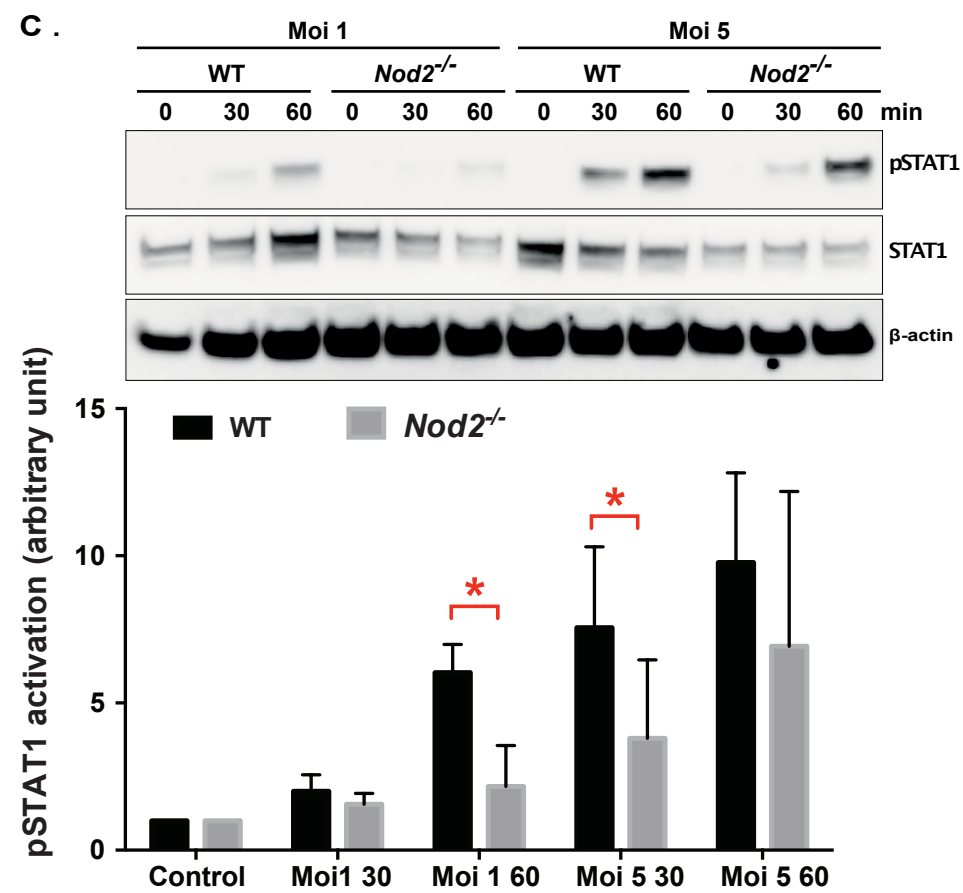 C .
Moi 1 Moi 5
WT Nod2-/- WT Nod2-/-
0 30 60 0 30 60 0 30 60 0 30 60 min
pSTAT1
STAT1
β-actin
pSTAT1 activation (arbitrary unit)
15
10
5
0
WT Nod2-/-
*
*
Control Moi1 30 Moi 1 60 Moi 5 30 Moi 5 60